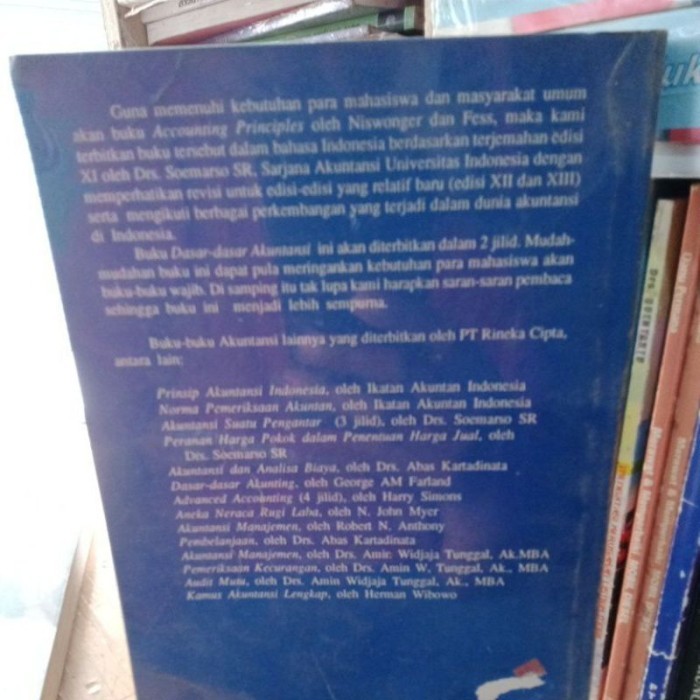 Guna memenuhi kebutuhan para mahasiswa dan masyarakat umum
akan buku Accounting Principles oleh Niswonger dan Fess, maka kami
terbitkan buku tersebut dalam bahasa Indonesia berdasarkan terjemahan edisi
XI oleh Drs. Soemarso SR, Sarjana Akuntansi Universitas Indonesia dengan
memperhatikan revisi untuk edisi-edisi yang relatif baru (edisi XII dan XIII)
serta mengikuti berbagai perkembangan yang terjadi dalam dunia akuntansi
di Indonesia.
Buku Dasar-dasar Akuntansi ini akan diterbitkan dalam 2 jilid. Mudah-
mudahan buku ini dapat pula meringankan kebutuhan para mahasiswa akan
buku-buku wajib. Di samping itu tak lupa kami harapkan saran-saran pembaca
sehingga buku ini menjadi lebih sempurna.
Buku-buku Akuntansi lainnya yang diterbitkan oleh PT Rineka Cipta,
antara lain:
Prinsip Akuntansi Indonesia, oleh Ikatan Akuntan Indonesia
Norma Pemeriksaan Akuntan, oleh Ikatan Akuntan Indonesia
Akuntansi Suatu Pengantar (3 jilid), oleh Drs. Soemarso SR
Peranan Harga Pokok dalam Penentuan Harga Jual, oleh
Drs. Soemarso SR
Akuntansi dan Analisa Biaya, oleh Drs. Abas Kartadinata
Dasar-dasar Akunting, oleh George AM Farland
Advanced Accounting (4 jilid), oleh Harry Simons
Aneka Neraca Rugi Laba, oleh N. John Myer
Akuntansi Manajemen, oleh Robert N. Anthony
Pembelanjaan, oleh Drs. Abas Kartadinata
Akuntansi Manajemen, oleh Drs. Amir Widjaja Tunggal, Ak.MBA
Pemeriksaan Kecurangan, oleh Drs. Amin W. Tunggal, Ak., MBA
Audit Mutu, oleh Drs. Amin Widjaja Tunggal, Ak., MBA
Kamus Akuntansi Lengkap, oleh Herman Wibowo